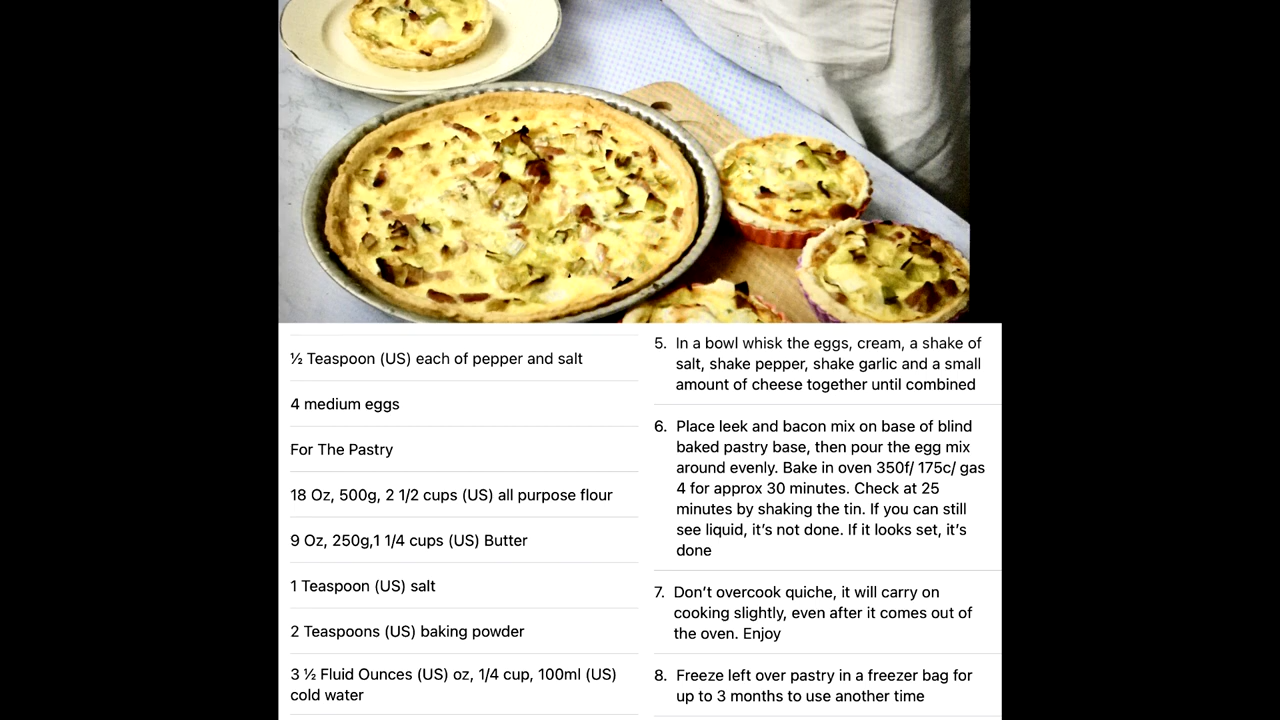 ½ Teaspoon (US) each of pepper and salt
4 medium eggs
For The Pastry
18 Oz, 500g, 2 1/2 cups (US) all purpose flour
9 Oz, 250g,1 1/4 cups (US) Butter
1 Teaspoon (US) salt
2 Teaspoons (US) baking powder
3 ½ Fluid Ounces (US) oz, 1/4 cup, 100ml (US)
cold water
5. In a bowl whisk the eggs, cream, a shake of
salt, shake pepper, shake garlic and a small
amount of cheese together until combined
6. Place leek and bacon mix on base of blind
baked pastry base, then pour the egg mix
around evenly. Bake in oven 350f/ 175c/ gas
4 for approx 30 minutes. Check at 25
minutes by shaking the tin. If you can still
see liquid, it’s not done. If it looks set, it’s
done
7. Don’t overcook quiche, it will carry on
cooking slightly, even after it comes out of
the oven. Enjoy
8. Freeze left over pastry in a freezer bag for
up to 3 months to use another time